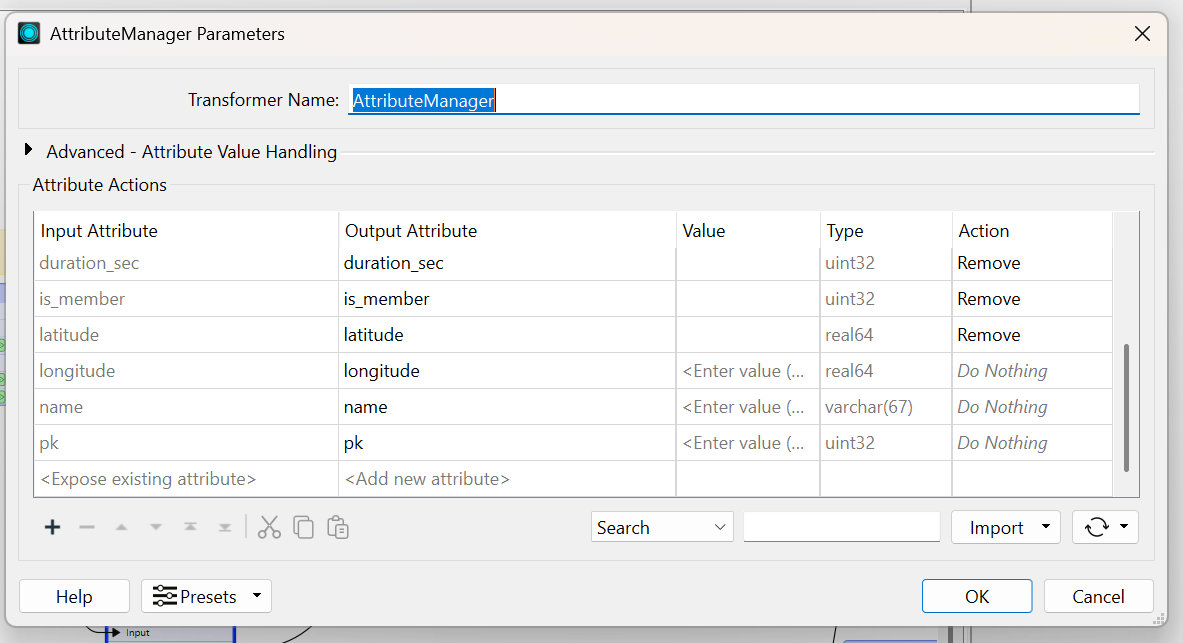 AttributeManager Parameters
Transformer Name: AttributeManager
Advanced - Attribute Value Handling
Attribute Actions
Input Attribute Output Attribute Value Type Action
duration_sec duration_sec uint32 Remove
is_member is_member uint32 Remove
latitude latitude real64 Remove
longitude longitude <Enter value (... real64 Do Nothing
name name <Enter value (... varchar(67) Do Nothing
pk pk <Enter value (... uint32 Do Nothing
<Expose existing attribute> <Add new attribute>
Search Import
Help Presets OK Cancel
Input